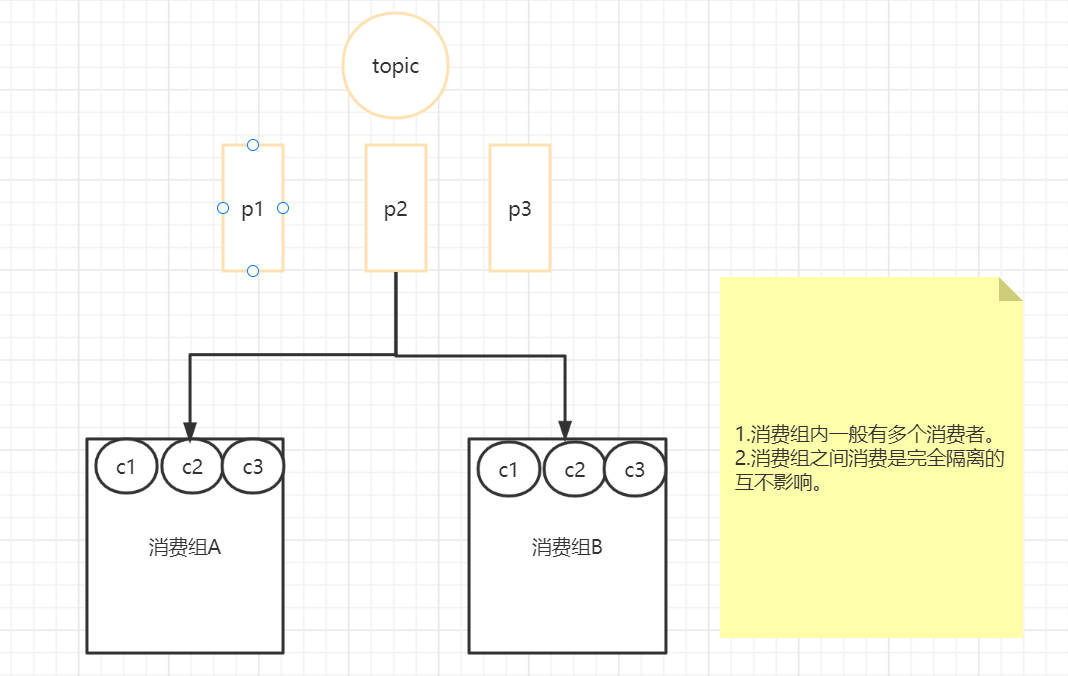 topic
p1
p2
p3
c1
c2
c3
消费组A
c1
c2
c3
消费组B
1.消费组内一般有多个消费者。
2.消费组之间消费是完全隔离的
互不影响。